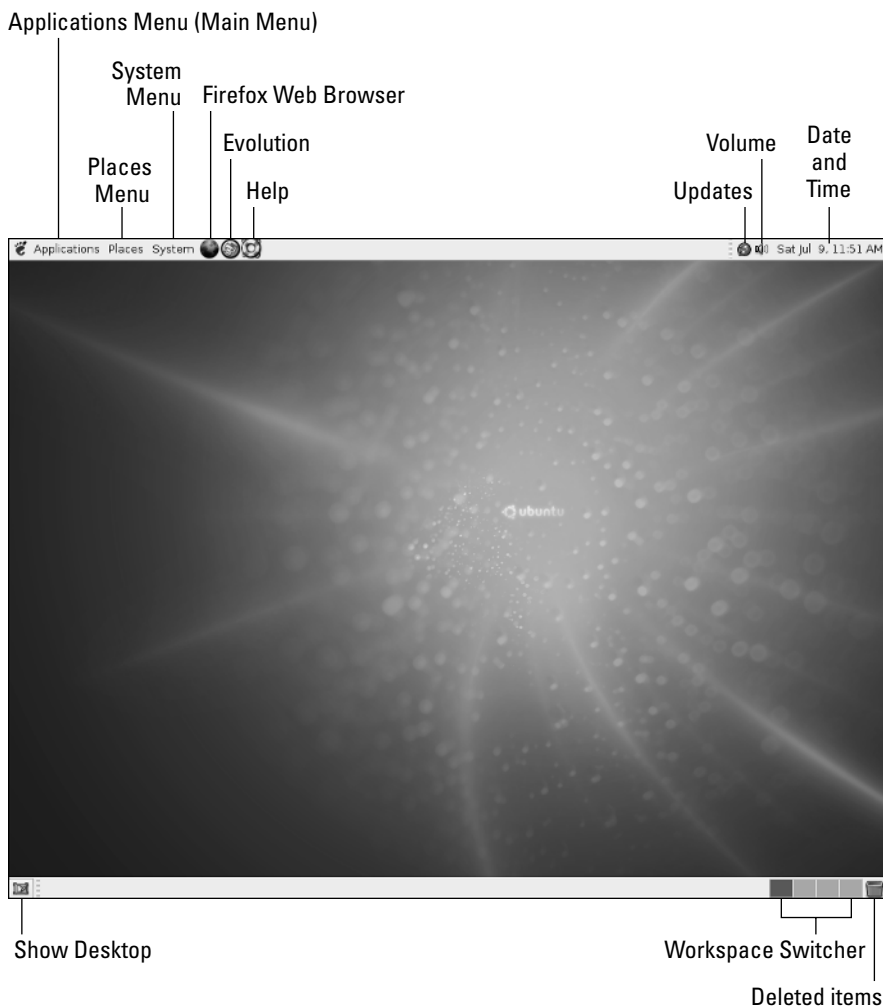 Applications Menu (Main Menu)
System
Menu
Firefox Web Browser
Evolution
Places
Menu
Help
Volume
Updates
Date
and
Time
Applications Places System
Sat Jul 9, 11:51 AM
ubuntu
Show Desktop
Workspace Switcher
Deleted items